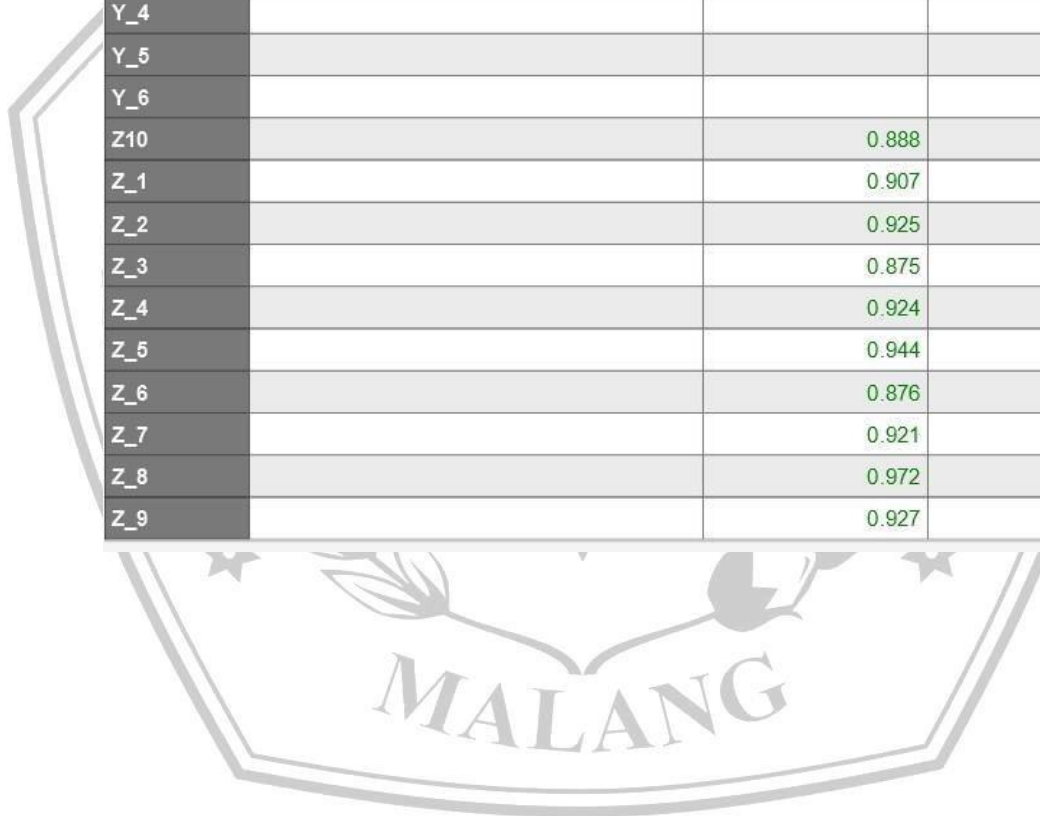 Y_4
Y_5
Y_6
Z10 0.888
Z_1 0.907
Z_2 0.925
Z_3 0.875
Z_4 0.924
Z_5 0.944
Z_6 0.876
Z_7 0.921
Z_8 0.972
Z_9 0.927
MALANG